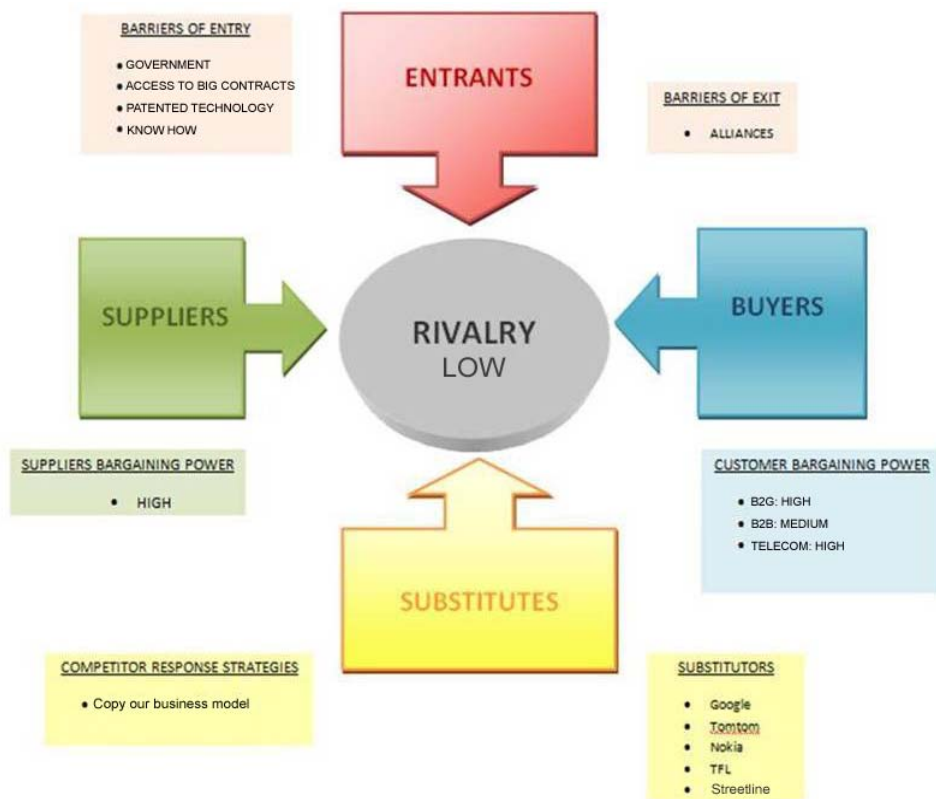 BARRIERS OF ENTRY
• GOVERNMENT
• ACCESS TO BIG CONTRACTS
• PATENTED TECHNOLOGY
• KNOW HOW
ENTRANTS
BARRIERS OF EXIT
• ALLIANCES
SUPPLIERS
RIVALRY
LOW
BUYERS
SUPPLIERS BARGAINING POWER
• HIGH
CUSTOMER BARGAINING POWER
• B2G: HIGH
• B2B: MEDIUM
• TELECOM: HIGH
SUBSTITUTES
COMPETITOR RESPONSE STRATEGIES
• Copy our business model
SUBSTITUTORS
• Google
• Tomtom
• Nokia
• TFL
• Streetline